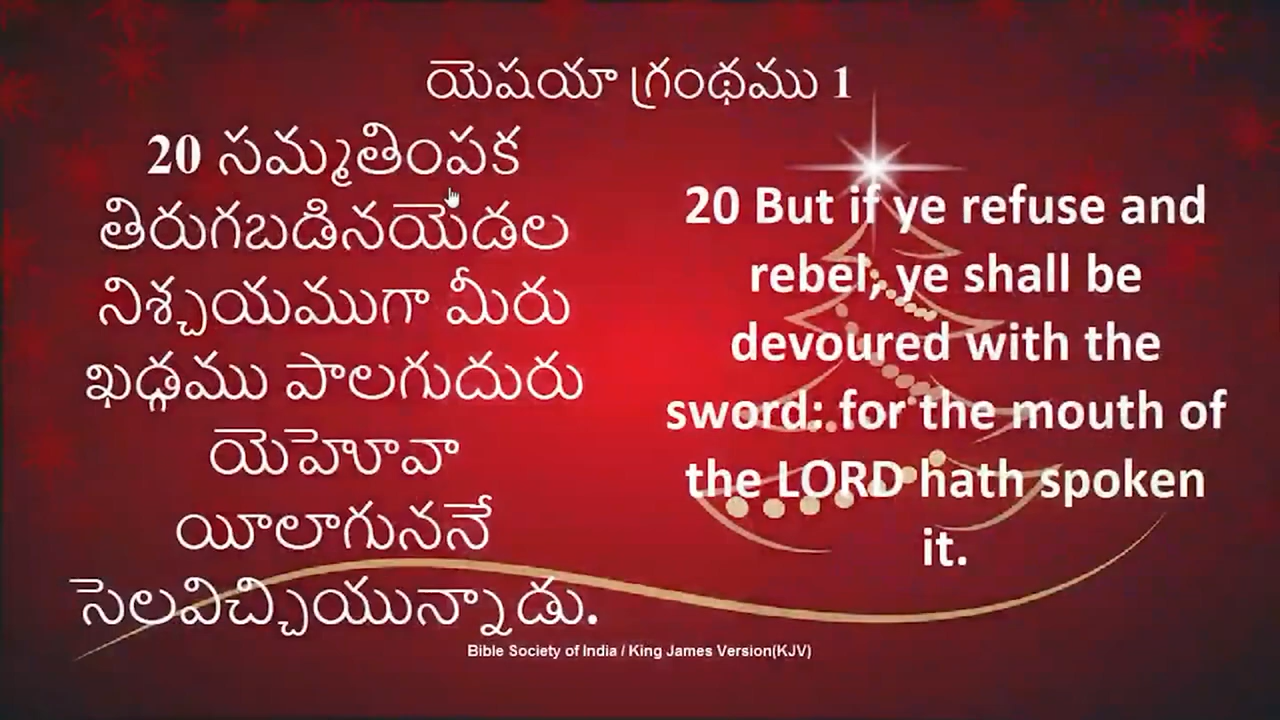 యెషయా గ్రంథము 1
20 సమ్మతింపక
తిరుగబడినయెడల
నిశ్చయముగా మీరు
ఖడ్గము పాలగుదురు
యెహెూవా
యీలాగుననే
సెలవిచ్చియున్నాడు.
20 But if ye refuse and
rebel, ye shall be
devoured with the
sword: for the mouth of
the LORD hath spoken
it.
Bible Society of India / King James Version(KJV)